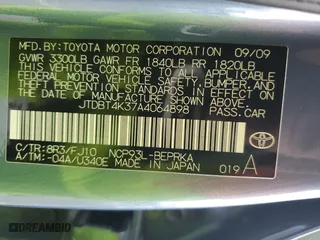 MFD. BY: TOYOTA MOTOR CORPORATION 09/09
GVWR 3300LB GAWR FR 1840LB RR 1820LB
THIS VEHICLE CONFORMS TO ALL APPLICABLE
FEDERAL MOTOR VEHICLE SAFETY, BUMPER, AND
THEFT PREVENTION STANDARDS IN EFFECT ON
THE DATE OF MANUFACTURE SHOWN ABOVE.
JTDBT4K37A4064898 PASS.CAR
C/TR: 8R3/FJ10 NCP93L-BEPRKA
A/TM: -04A/U340E MADE IN JAPAN 019 A
TOYOTA